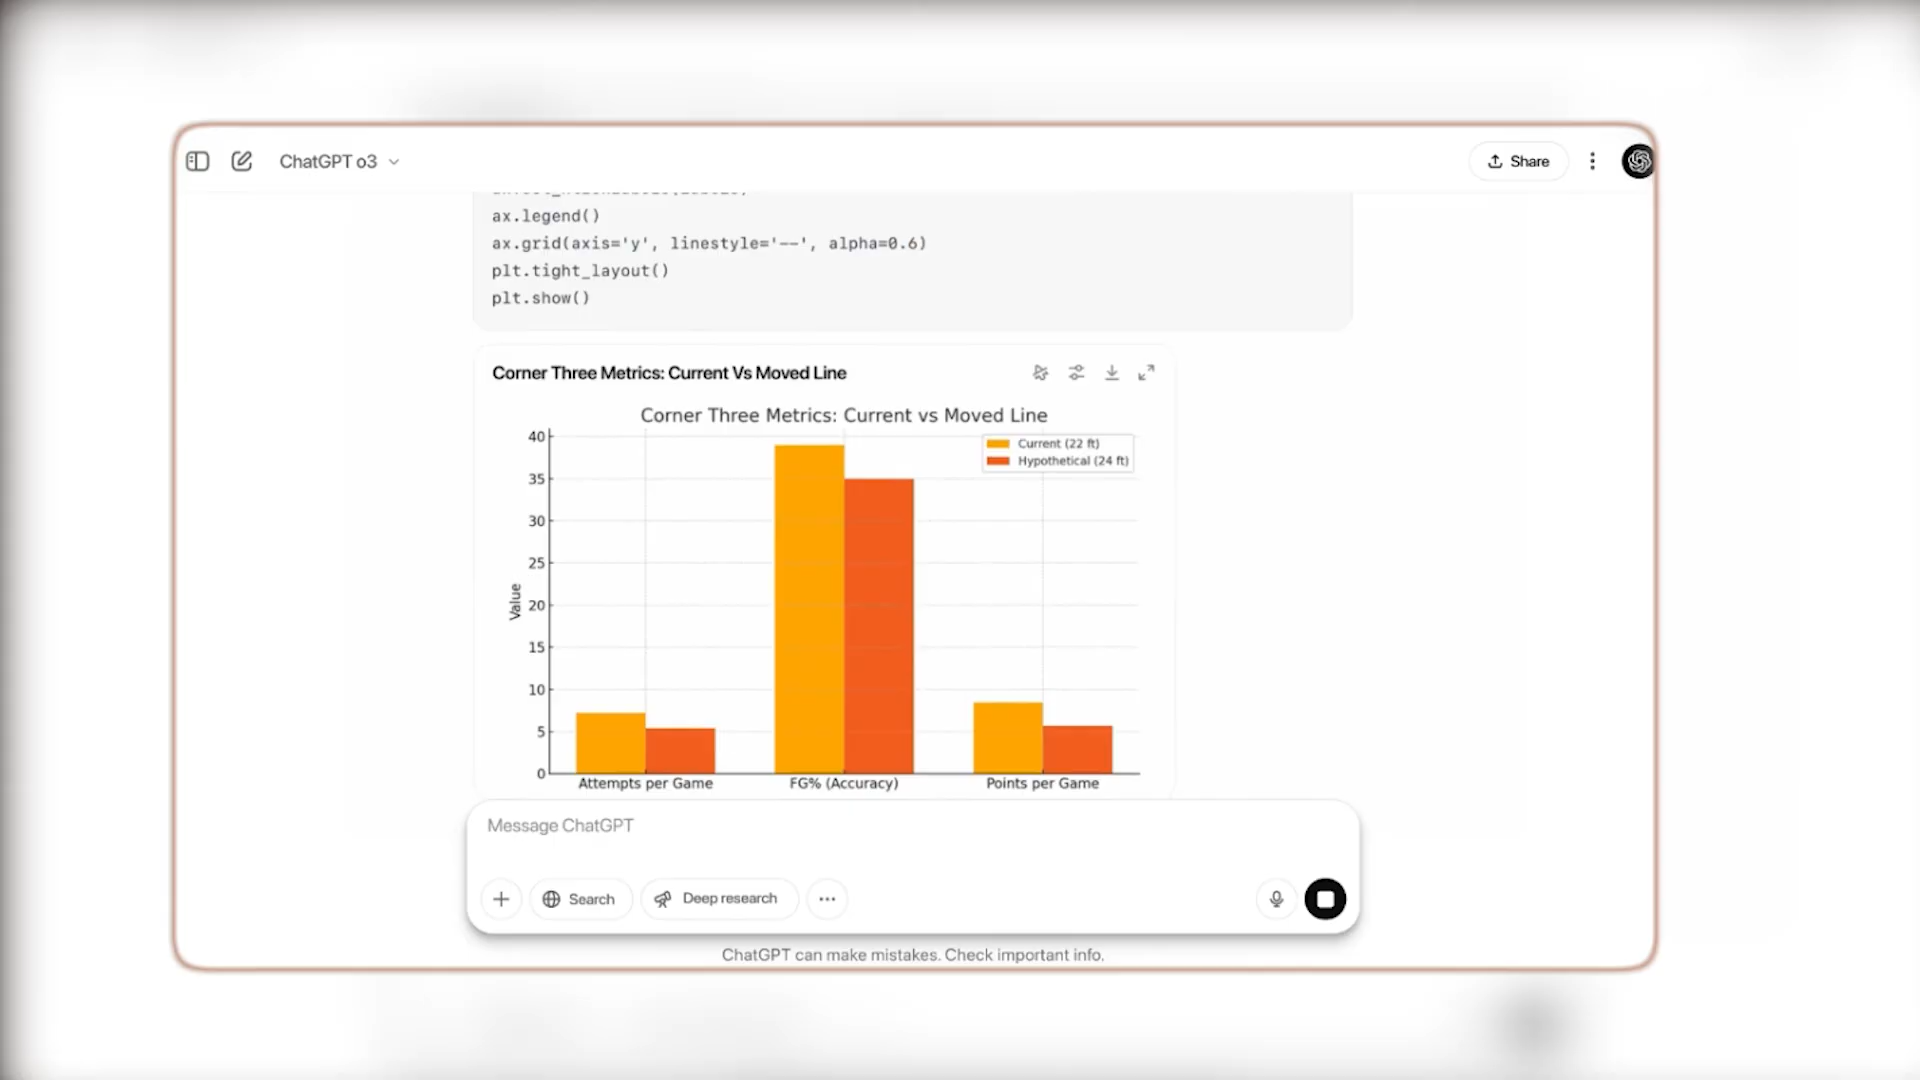 ChatGPT o3
Share
ax.legend()
ax.grid(axis='y', linestyle='--', alpha=0.6)
plt.tight_layout()
plt.show()
Corner Three Metrics: Current Vs Moved Line
Corner Three Metrics: Current vs Moved Line
Current (22 ft)
Hypothetical (24 ft)
Value
40
35
30
25
20
15
10
5
0
Attempts per Game FG% (Accuracy) Points per Game
Message ChatGPT
Search Deep research
ChatGPT can make mistakes. Check important info.